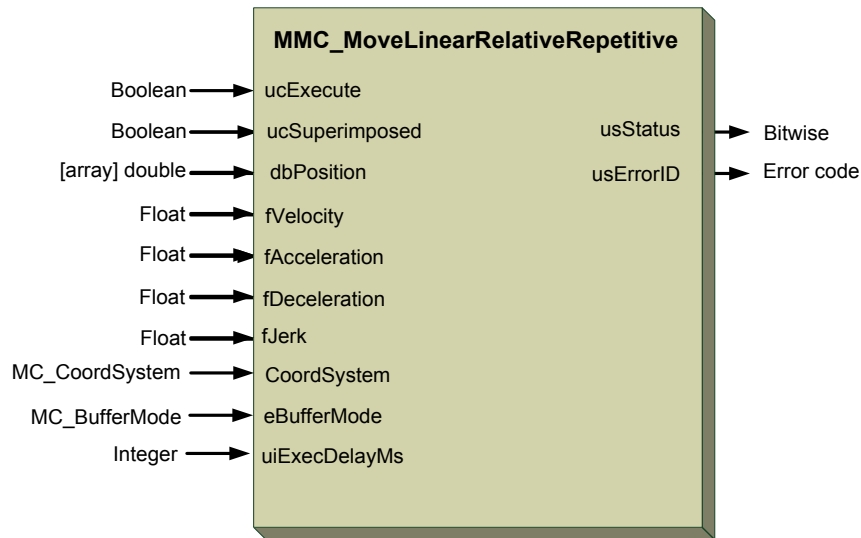 MMC_MoveLinearRelativeRepetitive
Boolean ucExecute
Boolean ucSuperimposed usStatus Bitwise
[array] double dbPosition usErrorID Error code
Float fVelocity
Float fAcceleration
Float fDeceleration
Float fJerk
MC_CoordSystem CoordSystem
MC_BufferMode eBufferMode
Integer uiExecDelayMs